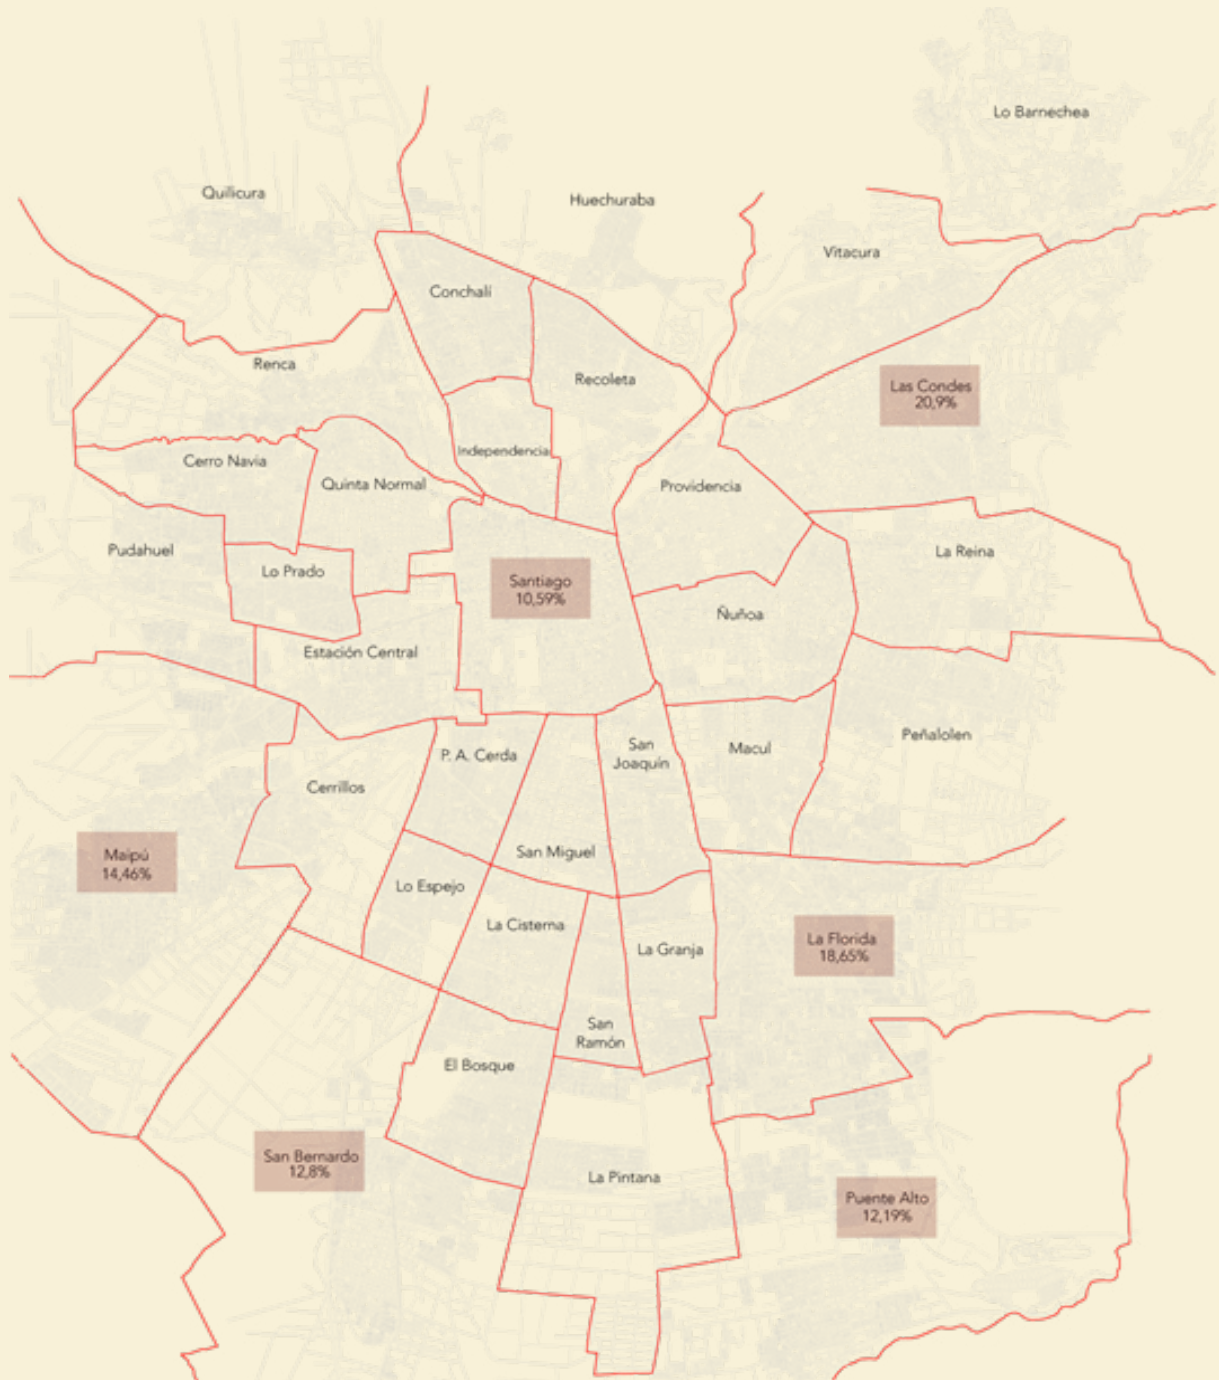 Lo Barnechea
Quilicura
Huechuraba
Vitacura
Conchalí
Renca
Recoleta
Las Condes
20,9%
Independencia
Cerro Navia
Quinta Normal
Providencia
Pudahuel
La Reina
Lo Prado
Santiago
10,59%
Ñuñoa
Estación Central
Peñalolen
San
Joaquín
Macul
P. A. Cerda
Cerrillos
San Miguel
Maipú
14,46%
Lo Espejo
La Cisterna
La Florida
18,65%
La Granja
San
Ramón
El Bosque
San Bernardo
12,8%
La Pintana
Puente Alto
12,19%